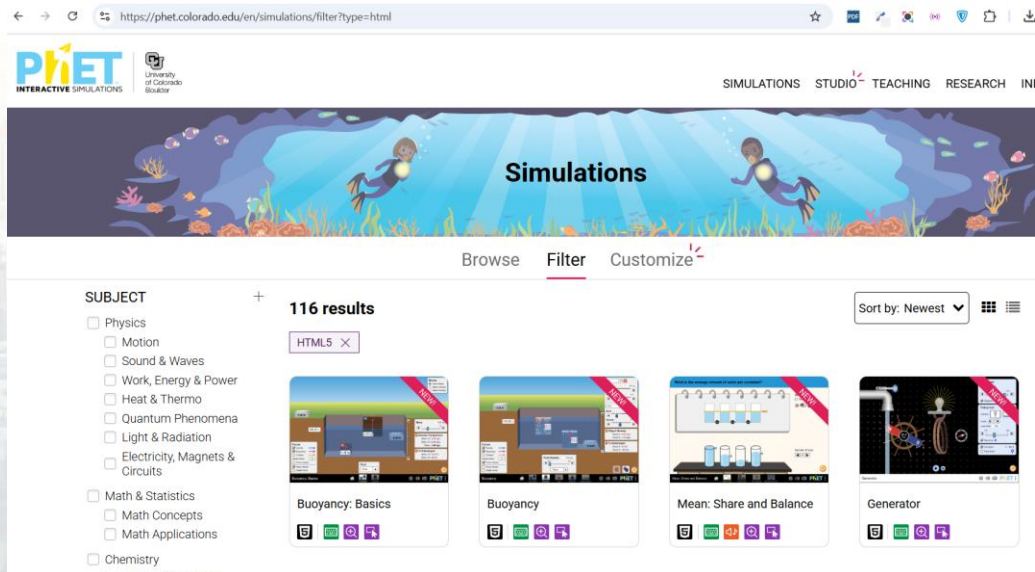 https://phet.colorado.edu/en/simulations/filter?type=html
PhET
INTERACTIVE SIMULATIONS
University
of Colorado
Boulder
SIMULATIONS STUDIO TEACHING RESEARCH
Simulations
Browse Filter Customize
SUBJECT
Physics
Motion
Sound & Waves
Work, Energy & Power
Heat & Thermo
Quantum Phenomena
Light & Radiation
Electricity, Magnets &
Circuits
Math & Statistics
Math Concepts
Math Applications
Chemistry
116 results
Sort by: Newest
HTML5
NEW! NEW! NEW! NEW!
Buoyancy: Basics
Buoyancy
Mean: Share and Balance
Generator